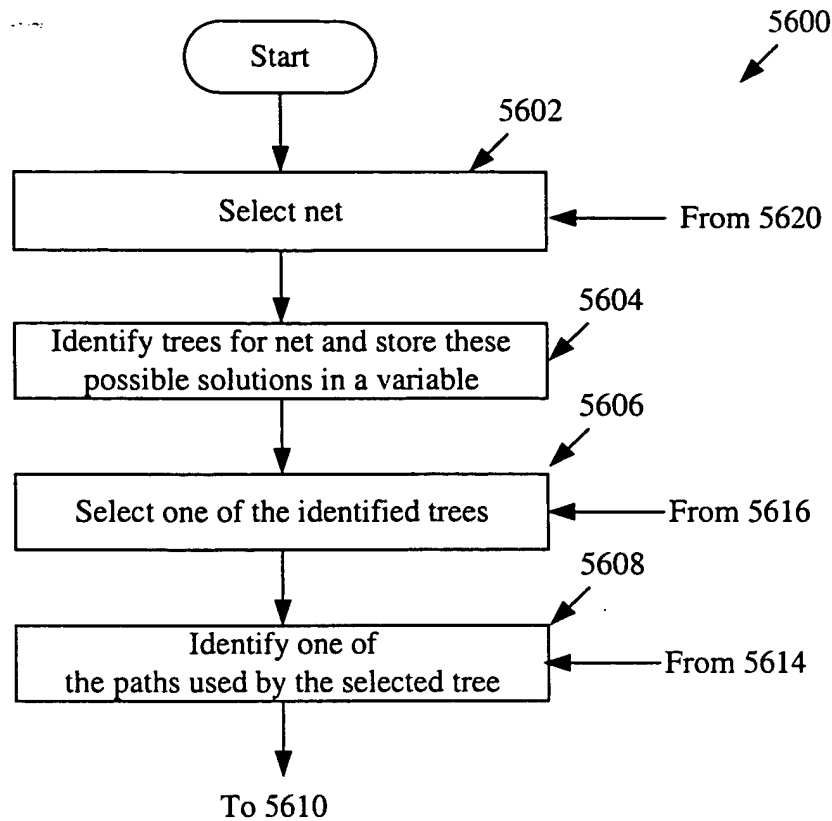 5600
Start
5602
Select net
From 5620
5604
Identify trees for net and store these
possible solutions in a variable
5606
Select one of the identified trees
From 5616
5608
Identify one of
the paths used by the selected tree
From 5614
To 5610